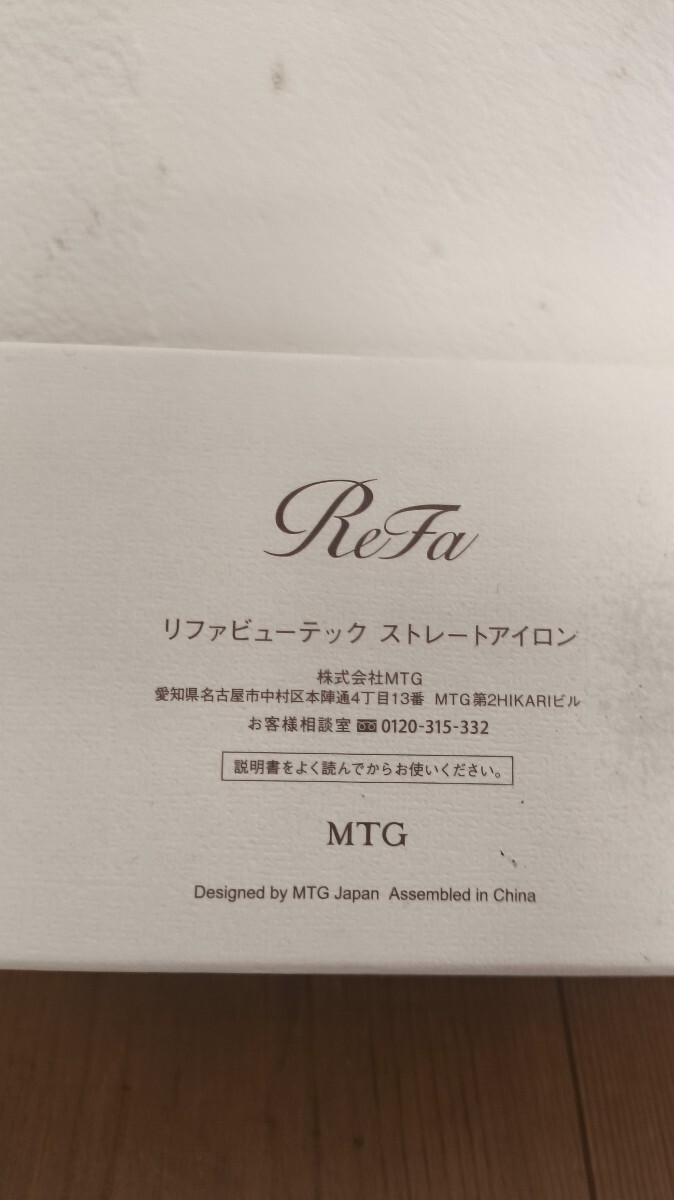 ReFa
リファビューテック ストレートアイロン
株式会社MTG
愛知県名古屋市中村区本陣通4丁目13番 MTG第2HIKARIビル
お客様相談室 0120-315-332
説明書をよく読んでからお使いください。
MTG
Designed by MTG Japan Assembled in China